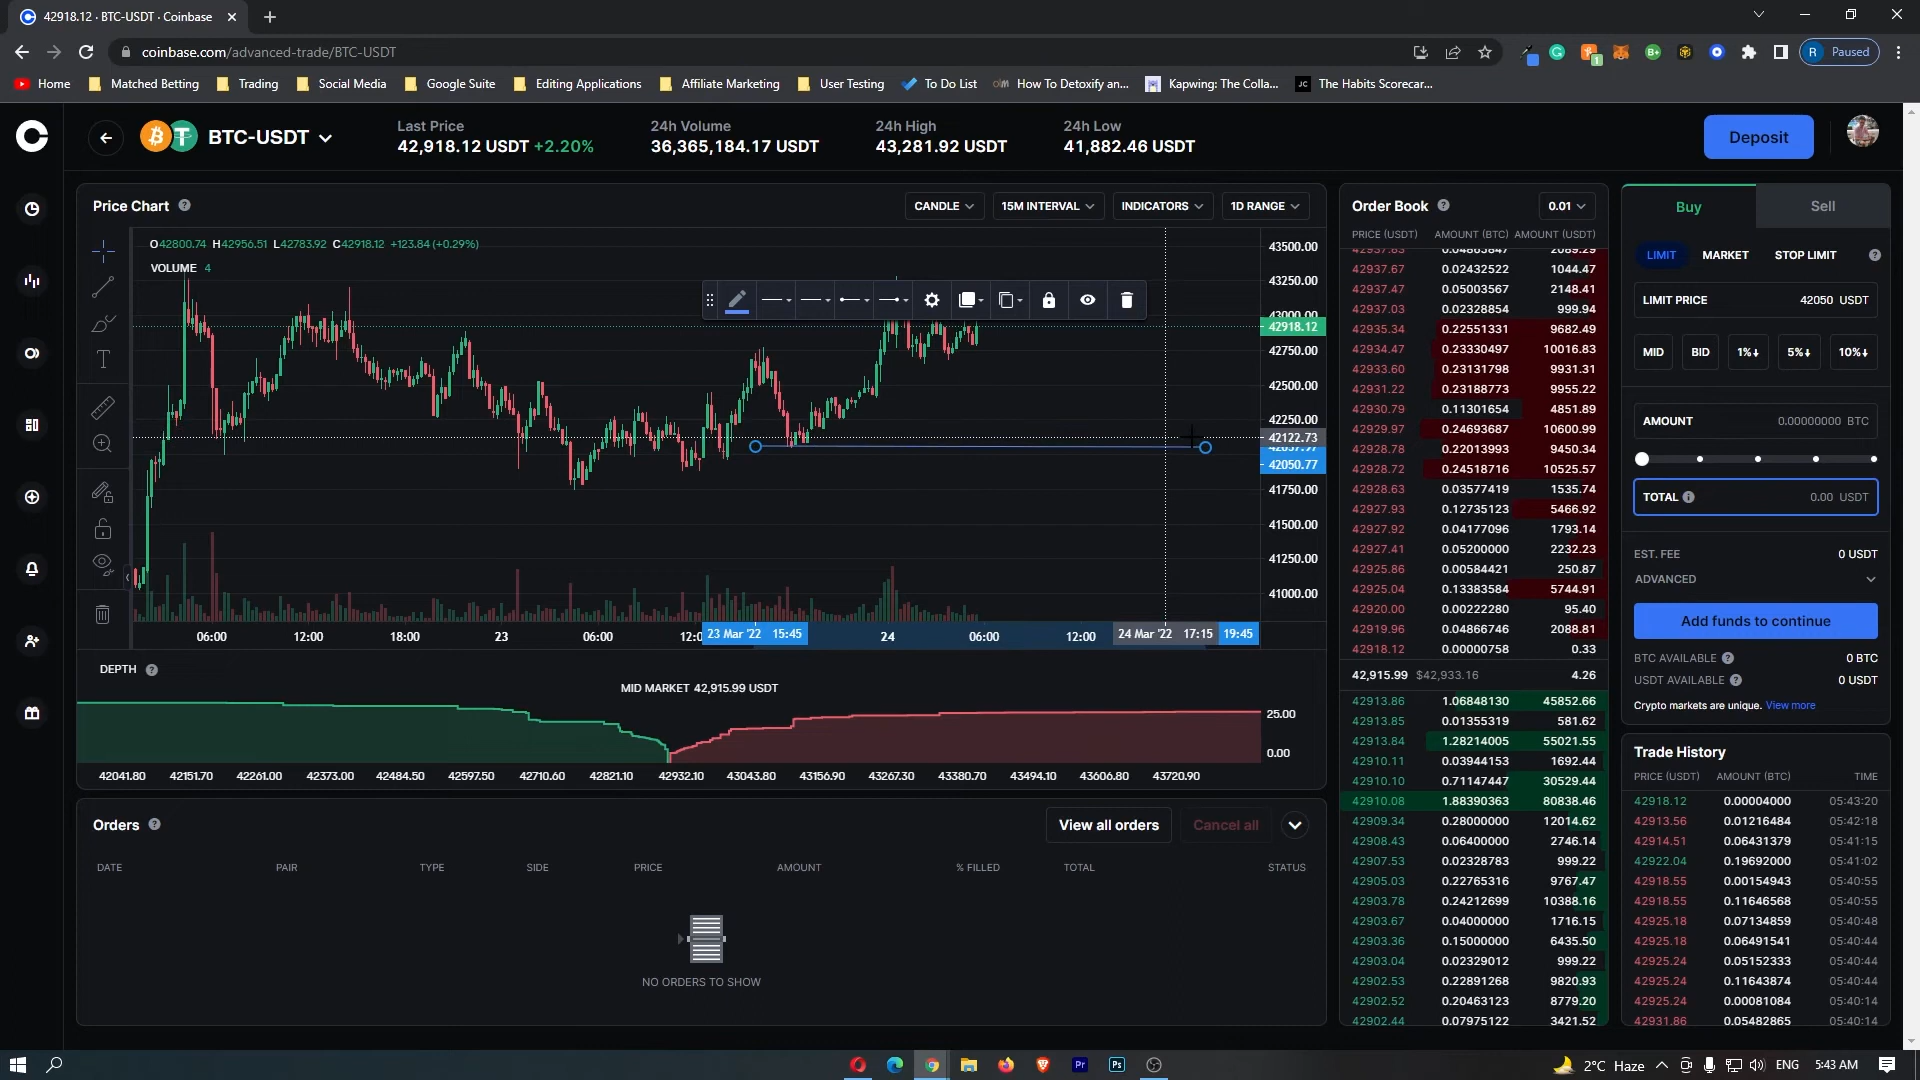 42918.12 · BTC-USDT · Coinbase
coinbase.com/advanced-trade/BTC-USDT
R Paused
Home Matched Betting Trading Social Media Google Suite Editing Applications Affiliate Marketing User Testing To Do List How To Detoxify an... Kapwing: The Colla... JC The Habits Scorecar...
BTC-USDT
Last Price 24h Volume 24h High 24h Low
42,918.12 USDT +2.20% 36,365,184.17 USDT 43,281.92 USDT 41,882.46 USDT
Deposit
Price Chart
CANDLE 15M INTERVAL INDICATORS 1D RANGE
O42800.74 H42956.51 L42783.92 C42918.12 +123.84 (+0.29%)
VOLUME 4
43500.00
43250.00
43000.00
42918.12
42750.00
42500.00
42250.00
42122.73
42050.77
41750.00
41500.00
41250.00
41000.00
06:00 12:00 18:00 23 06:00 12:0 23 Mar '22 15:45 24 06:00 12:00 24 Mar '22 17:15 19:45
DEPTH
MID MARKET 42,915.99 USDT
25.00
0.00
42041.80 42151.70 42261.00 42373.00 42484.50 42597.50 42710.60 42821.10 42932.10 43043.80 43156.90 43267.30 43380.70 43494.10 43606.80 43720.90
Orders
View all orders Cancel all
DATE PAIR TYPE SIDE PRICE AMOUNT % FILLED TOTAL STATUS
NO ORDERS TO SHOW
Order Book 0.01
PRICE (USDT) AMOUNT (BTC) AMOUNT (USDT)
42937.67 0.02432522 1044.47
42937.47 0.05003567 2148.41
42937.03 0.02328854 999.94
42935.34 0.22551331 9682.49
42934.47 0.23330497 10016.83
42933.60 0.23131798 9931.31
42931.22 0.23188773 9955.22
42930.79 0.11301654 4851.89
42929.97 0.24693687 10600.99
42928.78 0.22013993 9450.34
42928.72 0.24518716 10525.57
42928.63 0.03577419 1535.74
42927.93 0.12735123 5466.92
42927.92 0.04177096 1793.14
42927.41 0.05200000 2232.23
42925.86 0.00584421 250.87
42925.04 0.13383584 5744.91
42920.00 0.00222280 95.40
42919.96 0.04866746 2088.81
42918.12 0.00000758 0.33
42,915.99 $42,933.16 4.26
42913.86 1.06848130 45852.66
42913.85 0.01355319 581.62
42913.84 1.28214005 55021.55
42910.11 0.03944153 1692.44
42910.10 0.71147447 30529.44
42910.08 1.88390363 80838.46
42909.34 0.28000000 12014.62
42908.43 0.06400000 2746.14
42907.53 0.02328783 999.22
42905.03 0.22765316 9767.47
42903.78 0.24212699 10388.16
42903.67 0.04000000 1716.15
42903.36 0.15000000 6435.50
42903.04 0.02329012 999.22
42902.53 0.22891268 9820.93
42902.52 0.20463123 8779.20
42902.44 0.07975122 3421.52
Buy Sell
LIMIT MARKET STOP LIMIT
LIMIT PRICE 42050 USDT
MID BID 1%↓ 5%↓ 10%↓
AMOUNT 0.00000000 BTC
TOTAL 0.00 USDT
EST. FEE 0 USDT
ADVANCED
Add funds to continue
BTC AVAILABLE 0 BTC
USDT AVAILABLE 0 USDT
Crypto markets are unique. View more
Trade History
PRICE (USDT) AMOUNT (BTC) TIME
42918.12 0.00004000 05:43:20
42913.56 0.01216484 05:42:18
42914.51 0.06431379 05:41:15
42922.04 0.19692000 05:41:02
42918.55 0.00154943 05:40:55
42918.55 0.11646568 05:40:55
42925.18 0.07134859 05:40:48
42925.18 0.06491541 05:40:44
42925.24 0.05152333 05:40:44
42925.24 0.11643874 05:40:44
42925.24 0.00081084 05:40:14
42931.86 0.05482865 05:40:14
Pr Ps 2°C Haze ENG 5:43 AM